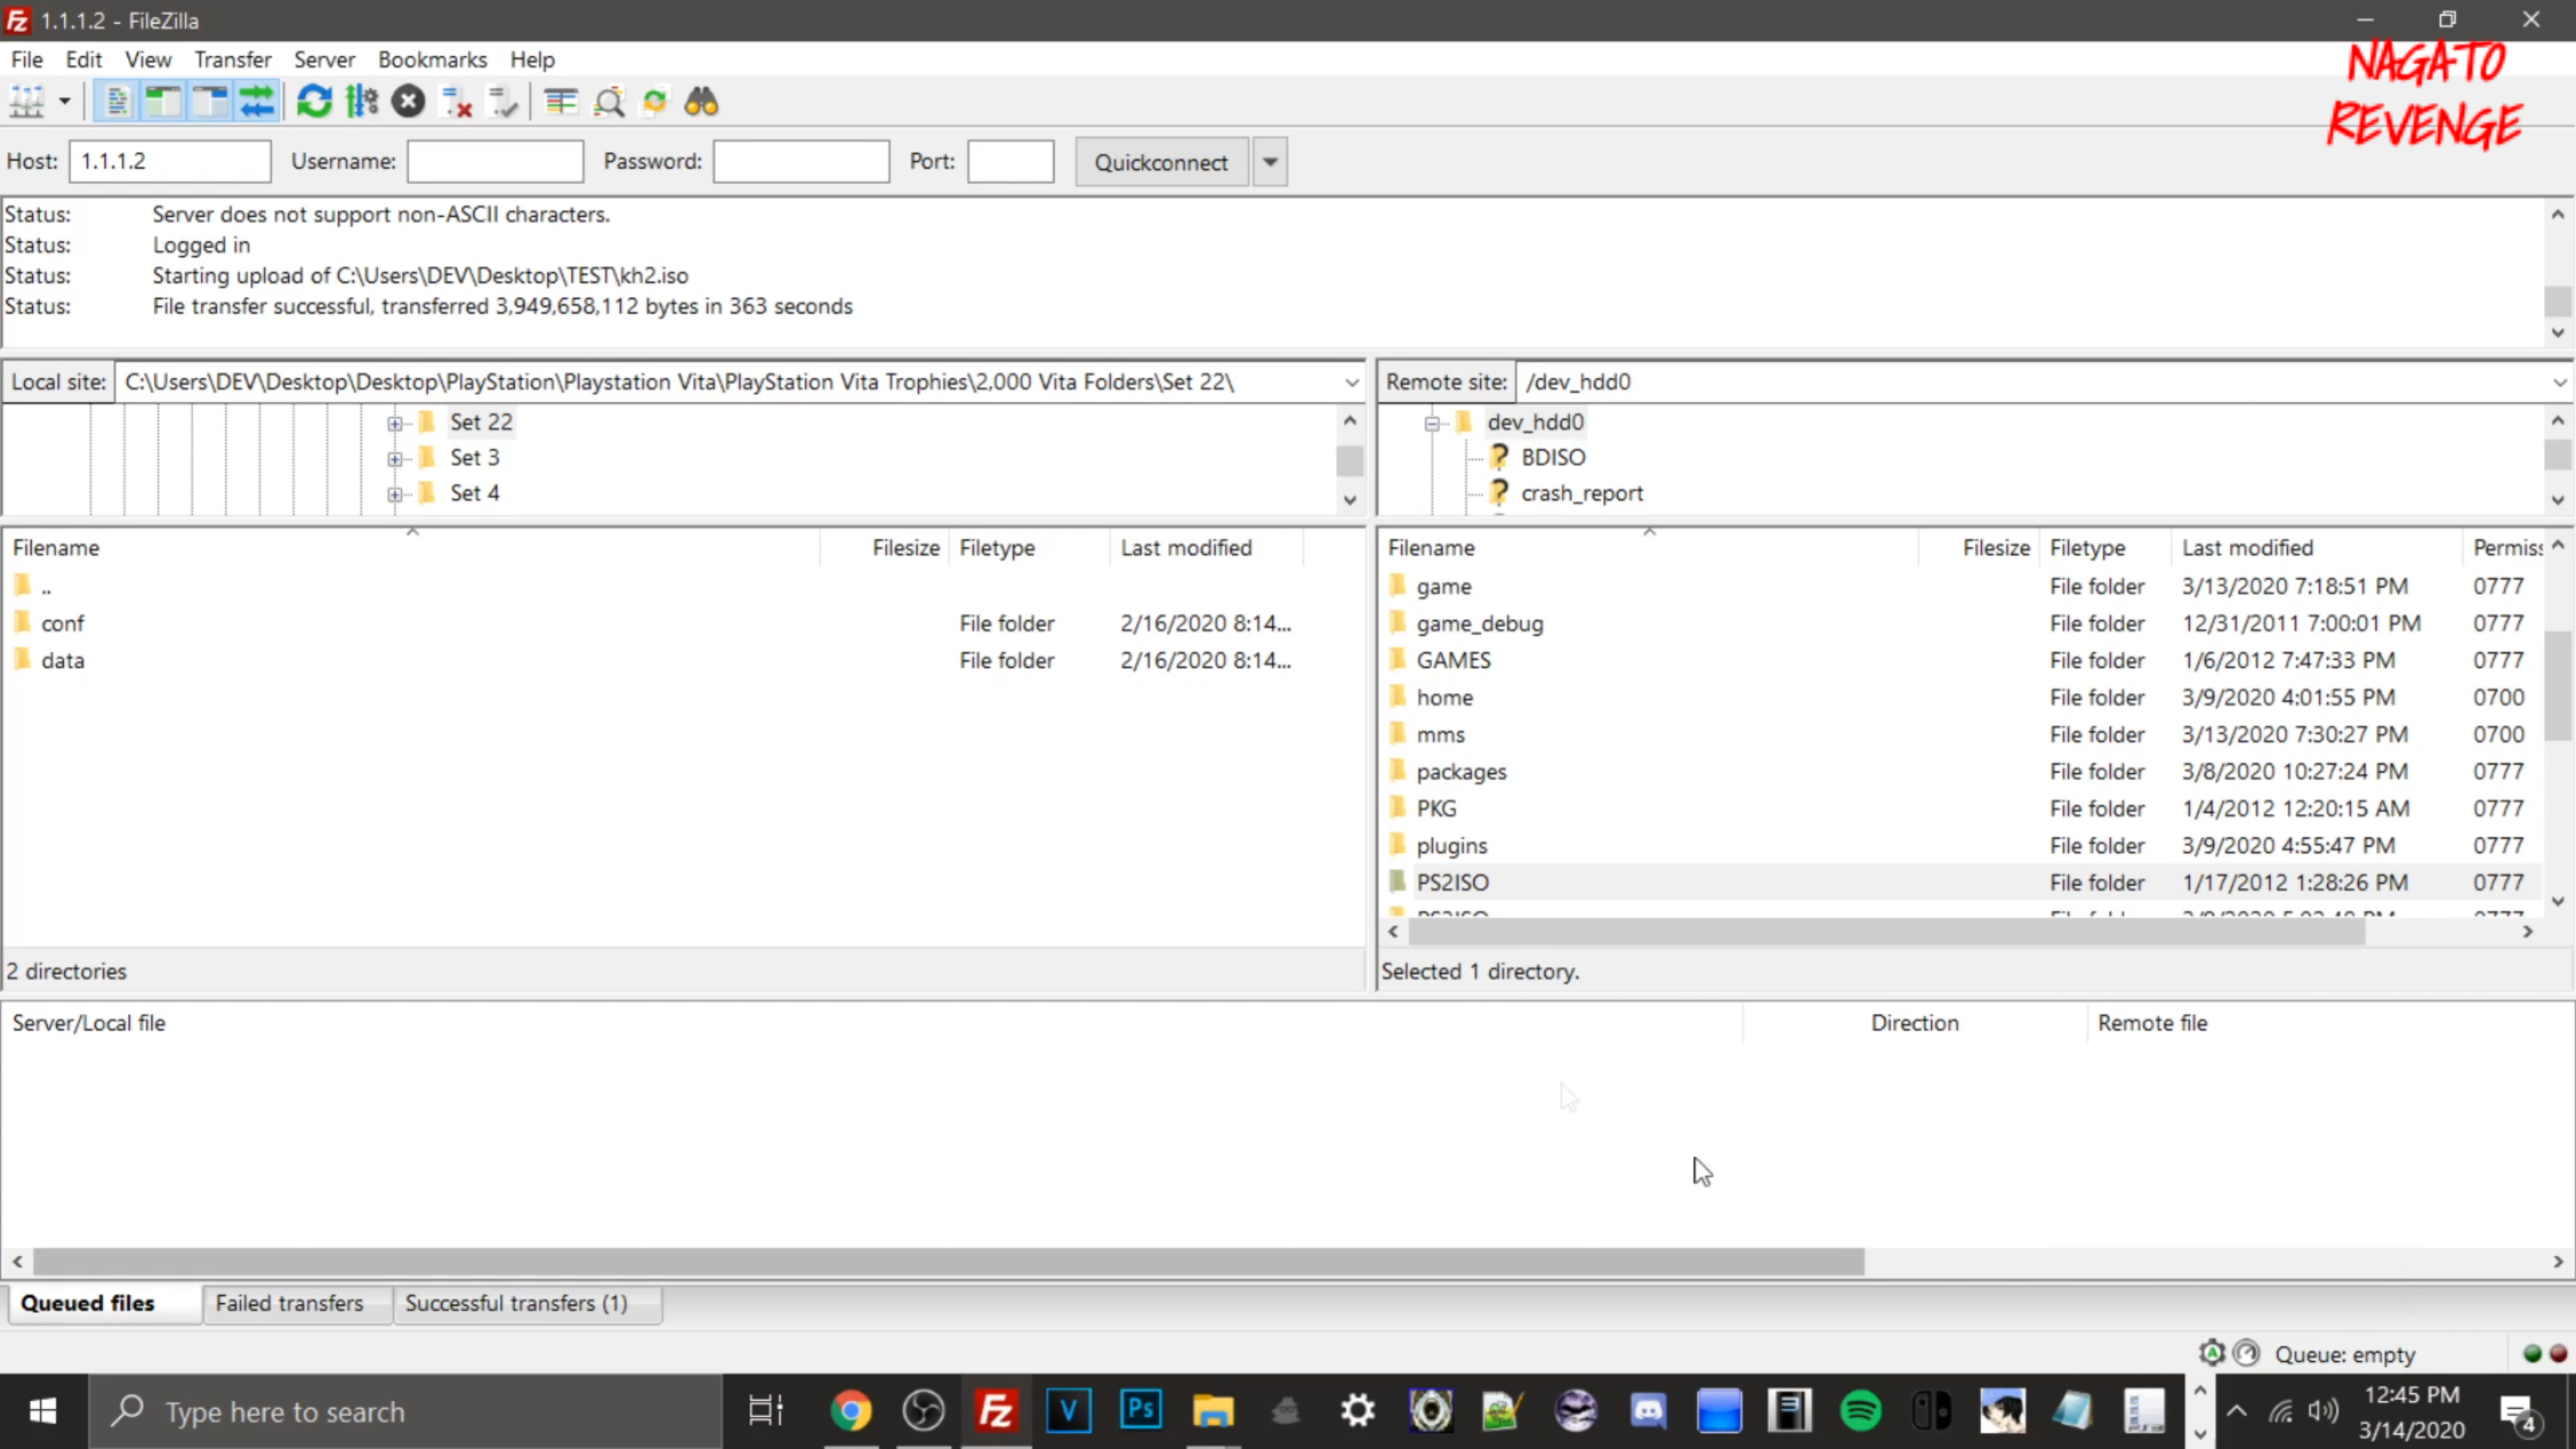 1.1.1.2 - FileZilla
File Edit View Transfer Server Bookmarks Help
NAGATO
REVENGE
Host: 1.1.1.2 Username: Password: Port: Quickconnect
Status: Server does not support non-ASCII characters.
Status: Logged in
Status: Starting upload of C:\Users\DEV\Desktop\TEST\kh2.iso
Status: File transfer successful, transferred 3,949,658,112 bytes in 363 seconds
Local site: C:\Users\DEV\Desktop\Desktop\PlayStation\Playstation Vita\PlayStation Vita Trophies\2,000 Vita Folders\Set 22\
Set 22
Set 3
Set 4
Remote site: /dev_hdd0
dev_hdd0
BDISO
crash_report
Filename Filesize Filetype Last modified
..
conf File folder 2/16/2020 8:14...
data File folder 2/16/2020 8:14...
2 directories
Filename Filesize Filetype Last modified Permiss
game File folder 3/13/2020 7:18:51 PM 0777
game_debug File folder 12/31/2011 7:00:01 PM 0777
GAMES File folder 1/6/2012 7:47:33 PM 0777
home File folder 3/9/2020 4:01:55 PM 0700
mms File folder 3/13/2020 7:30:27 PM 0700
packages File folder 3/8/2020 10:27:24 PM 0777
PKG File folder 1/4/2012 12:20:15 AM 0777
plugins File folder 3/9/2020 4:55:47 PM 0777
PS2ISO File folder 1/17/2012 1:28:26 PM 0777
Selected 1 directory.
Server/Local file Direction Remote file
Queued files Failed transfers Successful transfers (1)
Queue: empty
Type here to search
V
Ps
12:45 PM
3/14/2020
4